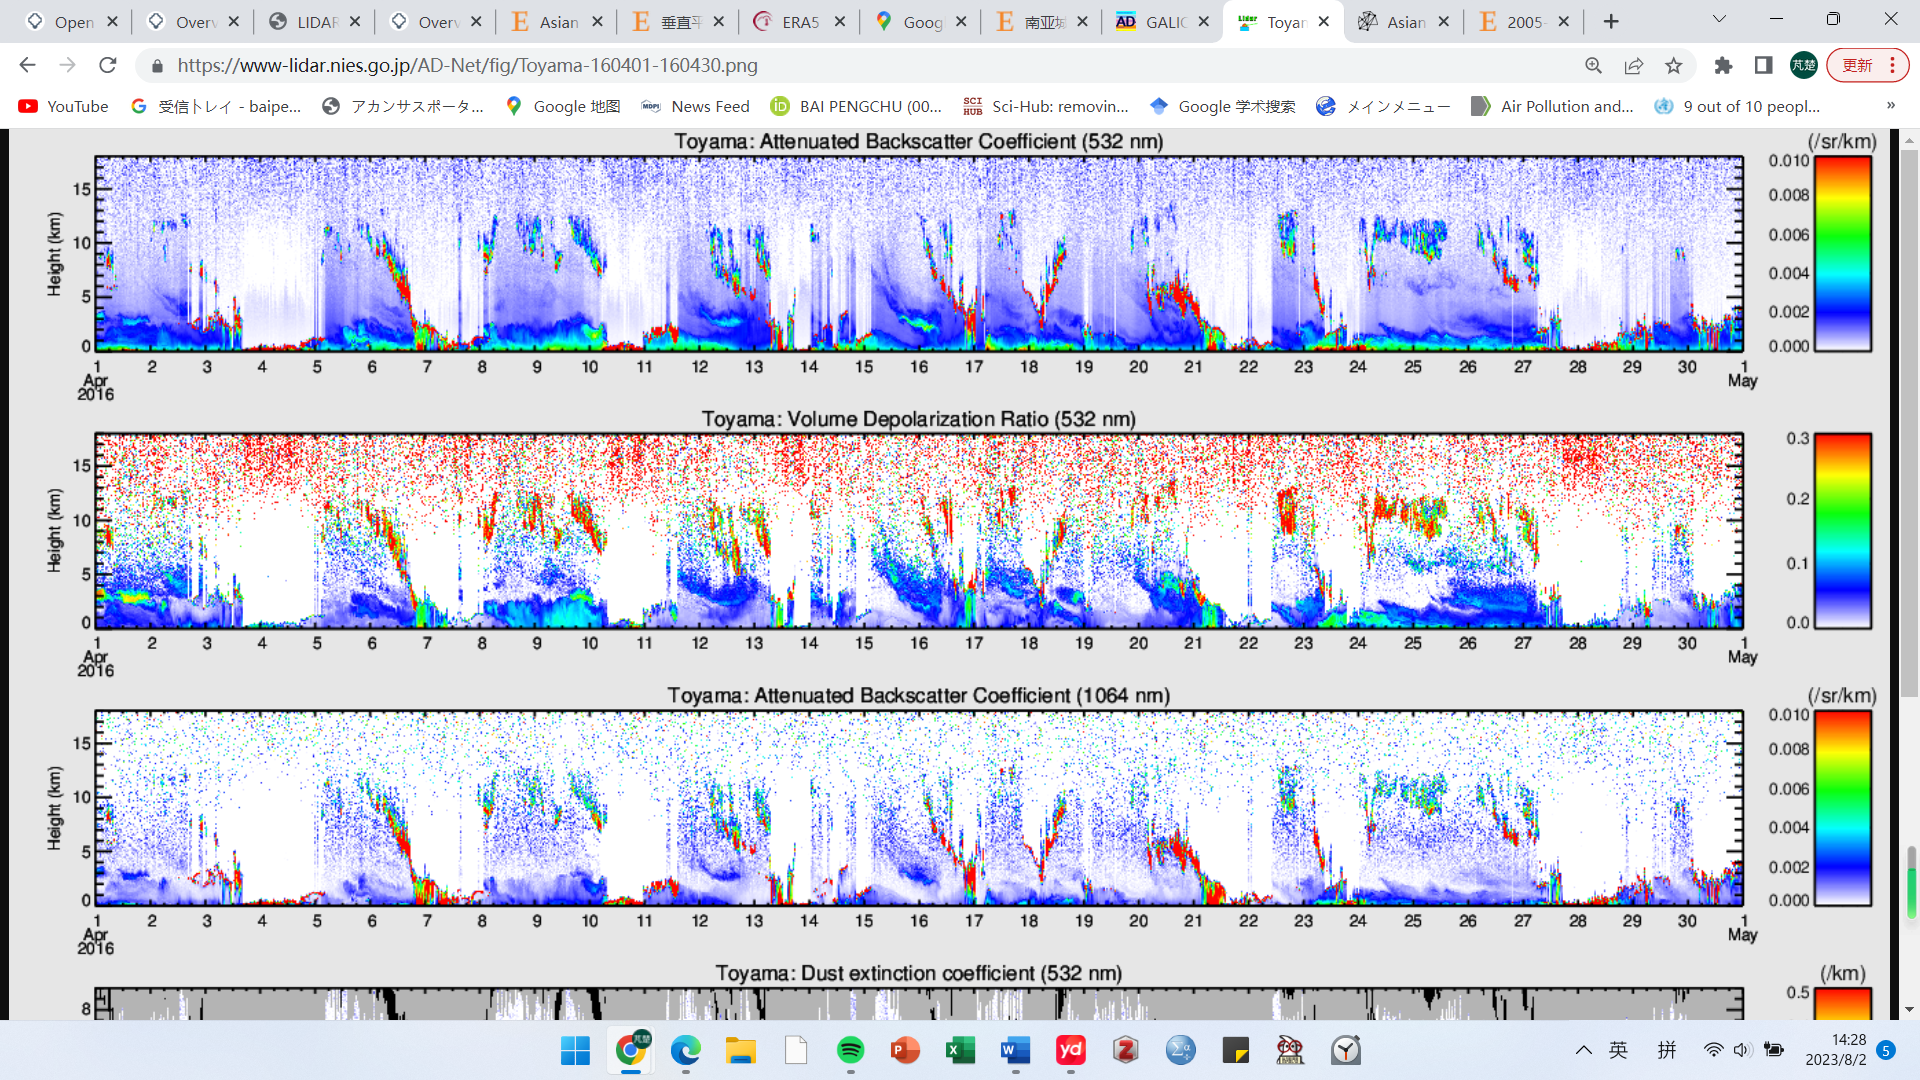 Open
Overv
LIDAR
Overv
Asian
垂直平
ERA5
Goog
南亚城
GALIO
Toyam
Asian
2005-
https://www-lidar.nies.go.jp/AD-Net/fig/Toyama-160401-160430.png
更新
YouTube
受信トレイ - baipe...
アカンサスポータ...
Google 地图
News Feed
BAI PENGCHU (00...
Sci-Hub: removin...
Google 学术搜索
メインメニュー
Air Pollution and...
9 out of 10 peopl...
»
Toyama: Attenuated Backscatter Coefficient (532 nm)
(/sr/km)
Height (km)
15
10
5
0
0.010
0.008
0.006
0.004
0.002
0.000
1 2 3 4 5 6 7 8 9 10 11 12 13 14 15 16 17 18 19 20 21 22 23 24 25 26 27 28 29 30 1
Apr
2016
May
Toyama: Volume Depolarization Ratio (532 nm)
Height (km)
15
10
5
0
0.3
0.2
0.1
0.0
1 2 3 4 5 6 7 8 9 10 11 12 13 14 15 16 17 18 19 20 21 22 23 24 25 26 27 28 29 30 1
Apr
2016
May
Toyama: Attenuated Backscatter Coefficient (1064 nm)
(/sr/km)
Height (km)
15
10
5
0
0.010
0.008
0.006
0.004
0.002
0.000
1 2 3 4 5 6 7 8 9 10 11 12 13 14 15 16 17 18 19 20 21 22 23 24 25 26 27 28 29 30 1
Apr
2016
May
Toyama: Dust extinction coefficient (532 nm)
(/km)
8
0.5
英
拼
14:28
2023/8/2
5